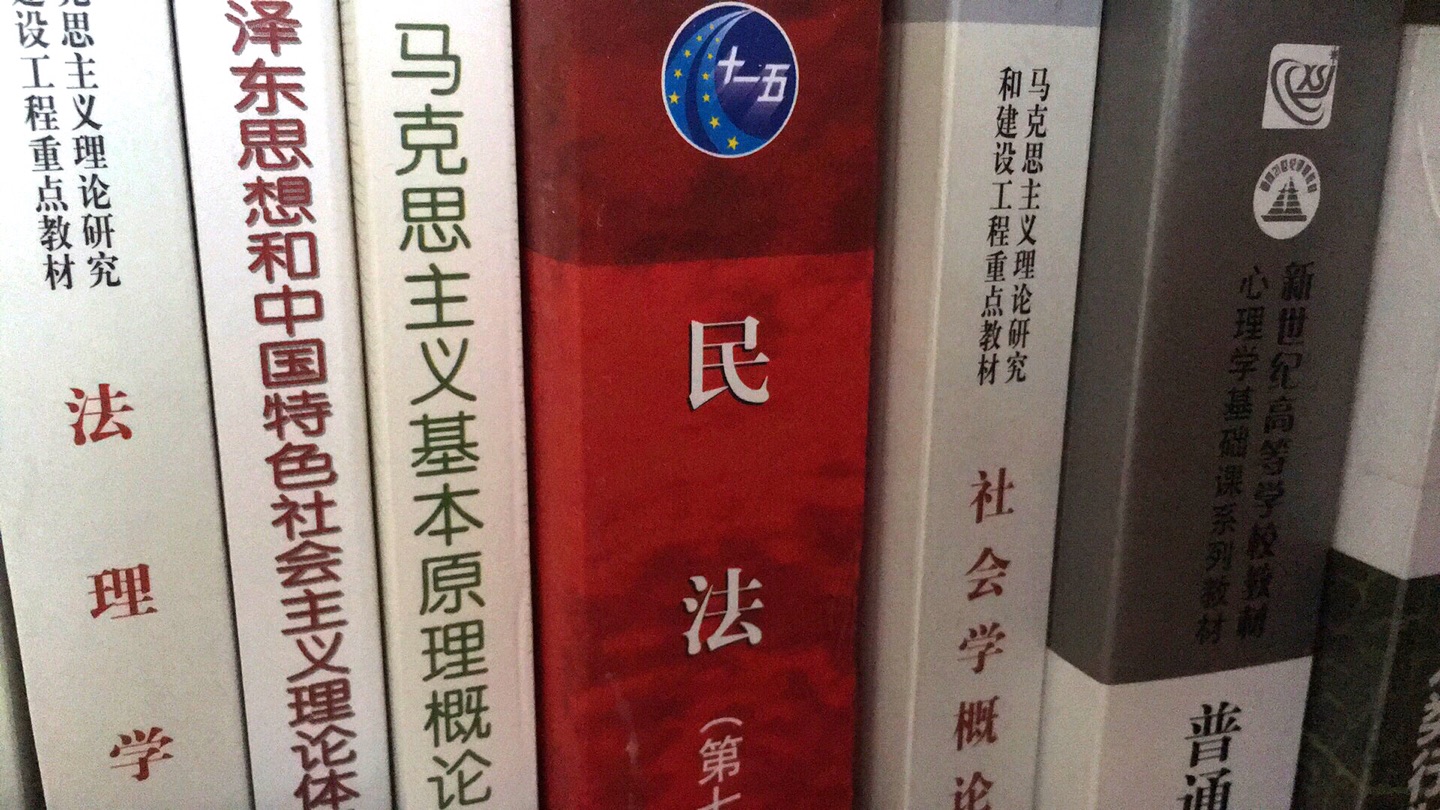 克思主义理论研究
建设工程重点教材
法理学
泽东思想和中国特色社会主义理论体
马克思主义基本原理概论
十一五
民法
(第十
马克思主义理论研究
和建设工程重点教材
社会学概论
新世纪高等学校教材
心理学基础课系列教材
普通